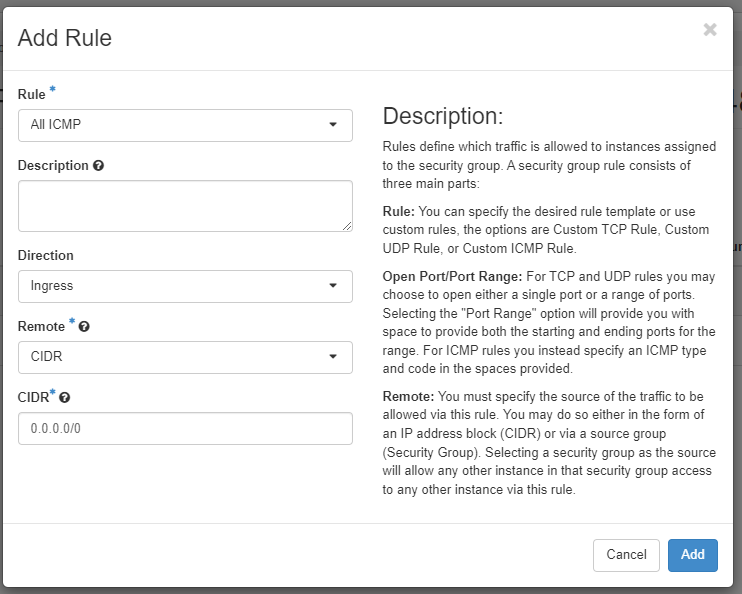 Add Rule
Rule *
All ICMP
Description
Direction
Ingress
Remote *
CIDR
CIDR*
0.0.0.0/0
Description:
Rules define which traffic is allowed to instances assigned
to the security group. A security group rule consists of
three main parts:
Rule: You can specify the desired rule template or use
custom rules, the options are Custom TCP Rule, Custom
UDP Rule, or Custom ICMP Rule.
Open Port/Port Range: For TCP and UDP rules you may
choose to open either a single port or a range of ports.
Selecting the "Port Range" option will provide you with
space to provide both the starting and ending ports for the
range. For ICMP rules you instead specify an ICMP type
and code in the spaces provided.
Remote: You must specify the source of the traffic to be
allowed via this rule. You may do so either in the form of
an IP address block (CIDR) or via a source group
(Security Group). Selecting a security group as the source
will allow any other instance in that security group access
to any other instance via this rule.
Cancel
Add